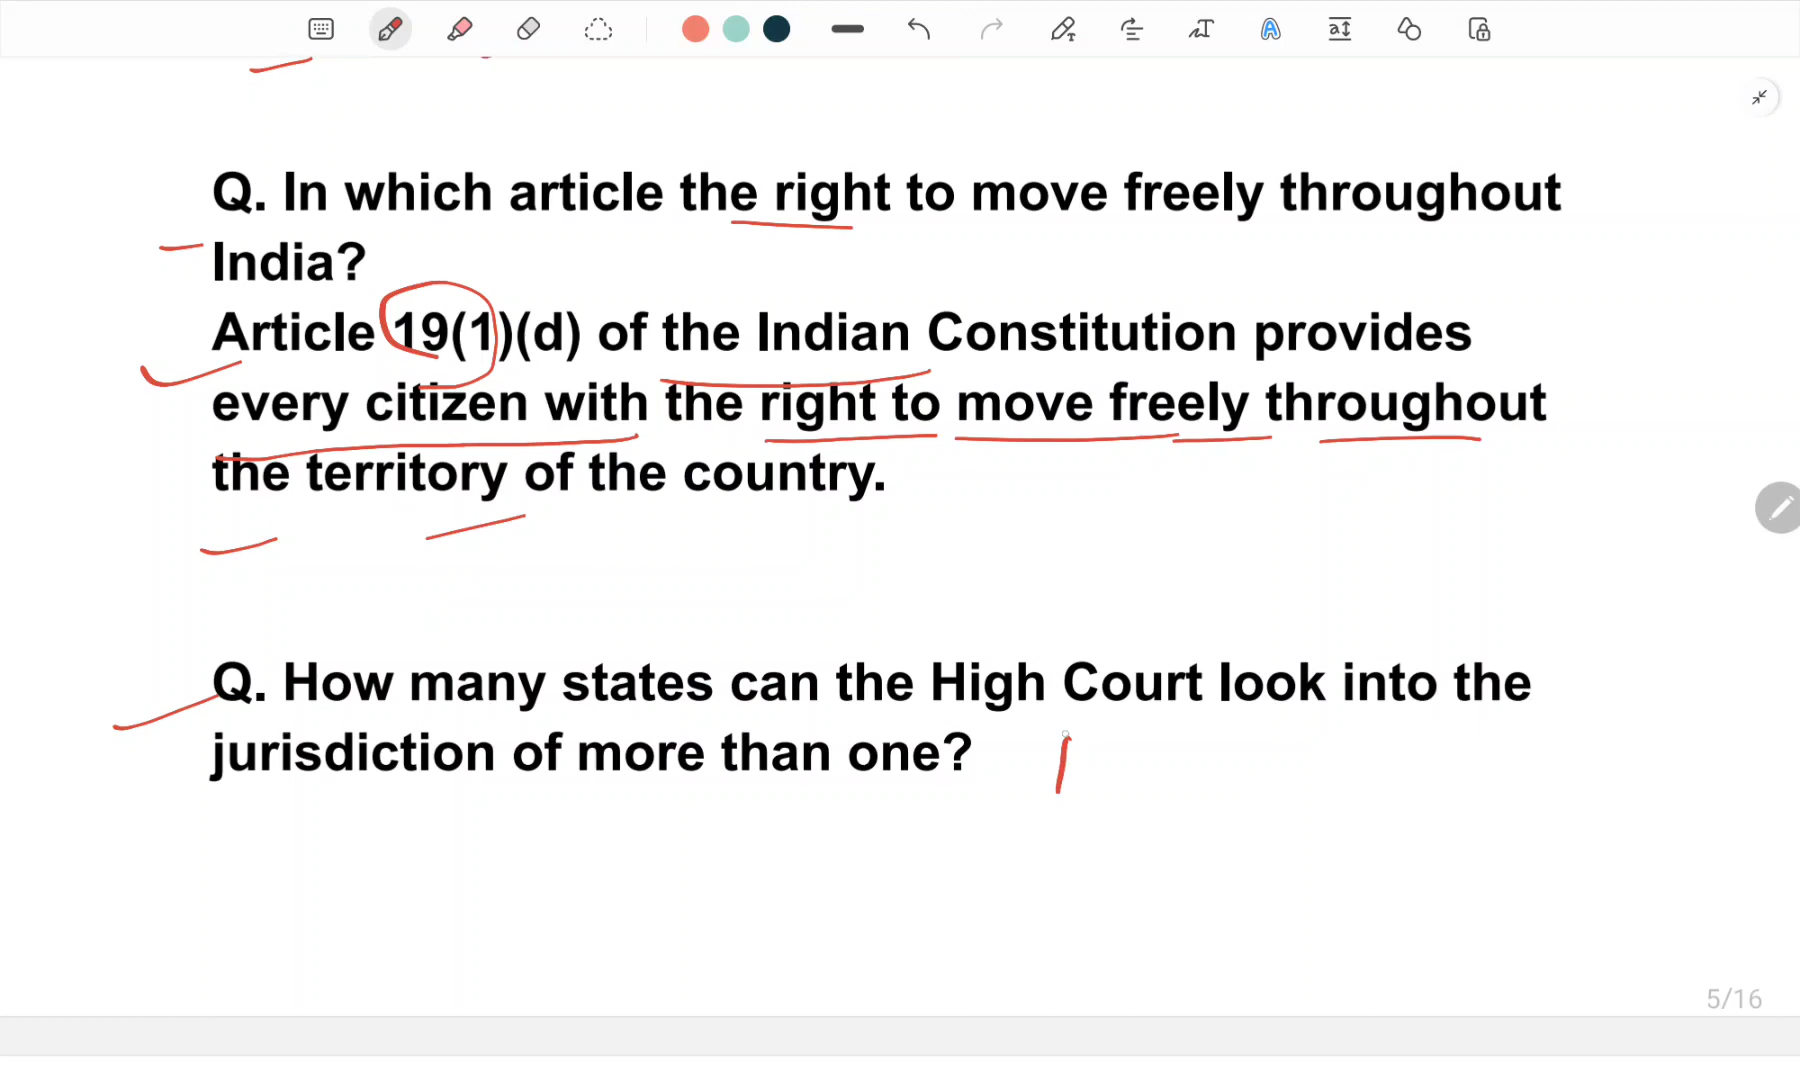 Q. In which article the right to move freely throughout
India?
Article 19(1)(d) of the Indian Constitution provides
every citizen with the right to move freely throughout
the territory of the country.
Q. How many states can the High Court look into the
jurisdiction of more than one?
5/16